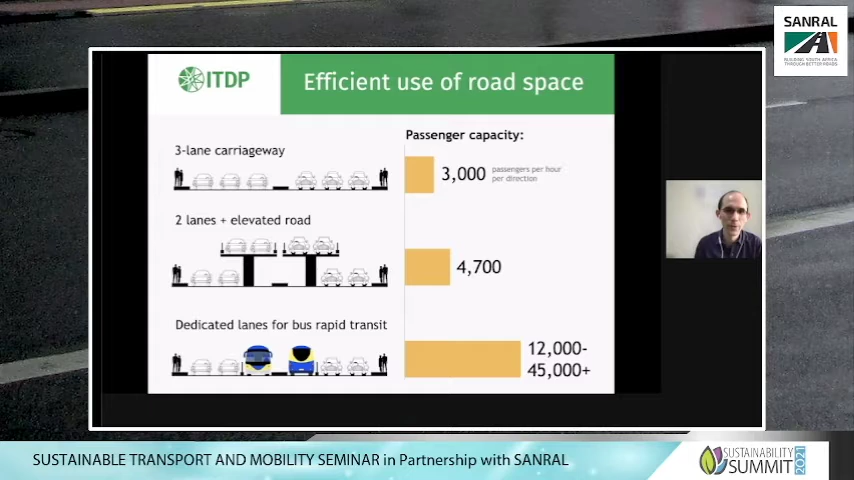 SANRAL
BUILDING SOUTH AFRICA
THROUGH BETTER ROADS
ITDP
Efficient use of road space
Passenger capacity:
3-lane carriageway
3,000 passengers per hour
per direction
2 lanes + elevated road
4,700
Dedicated lanes for bus rapid transit
12,000-
45,000+
SUSTAINABLE TRANSPORT AND MOBILITY SEMINAR in Partnership with SANRAL
SUSTAINABILITY
SUMMIT 2021